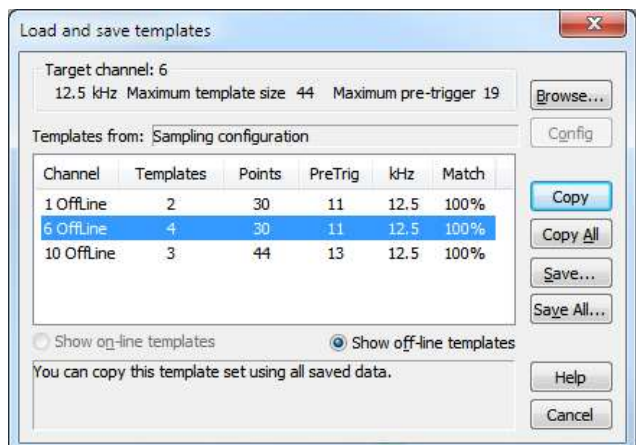 Load and save templates
Target channel: 6
12.5 kHz Maximum template size 44 Maximum pre-trigger 19
Browse...
Templates from: Sampling configuration
Config
Channel Templates Points PreTrig kHz Match
1 OffLine 2 30 11 12.5 100%
6 OffLine 4 30 11 12.5 100%
10 OffLine 3 44 13 12.5 100%
Copy
Copy All
Save...
Save All...
Show on-line templates
Show off-line templates
You can copy this template set using all saved data.
Help
Cancel